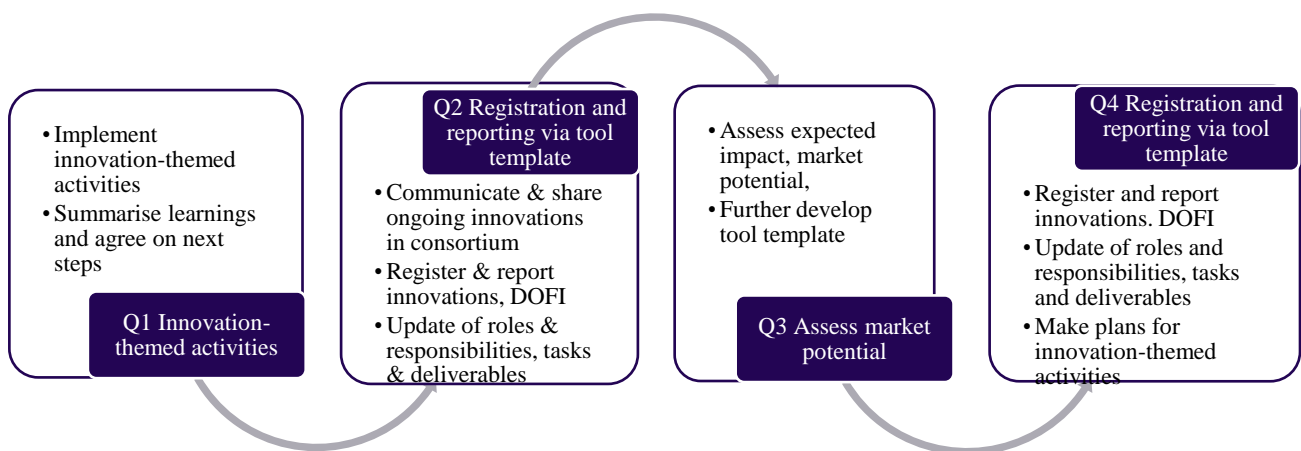 • Implement
innovation-themed
activities
• Summarise learnings
and agree on next
steps
Q1 Innovation-
themed activities
Q2 Registration and
reporting via tool
template
• Communicate & share
ongoing innovations
in consortium
• Register & report
innovations, DOFI
• Update of roles &
responsibilities, tasks
& deliverables
• Assess expected
impact, market
potential,
• Further develop
tool template
Q3 Assess market
potential
Q4 Registration and
reporting via tool
template
• Register and report
innovations. DOFI
• Update of roles and
responsibilities, tasks
and deliverables
• Make plans for
innovation-themed
activities